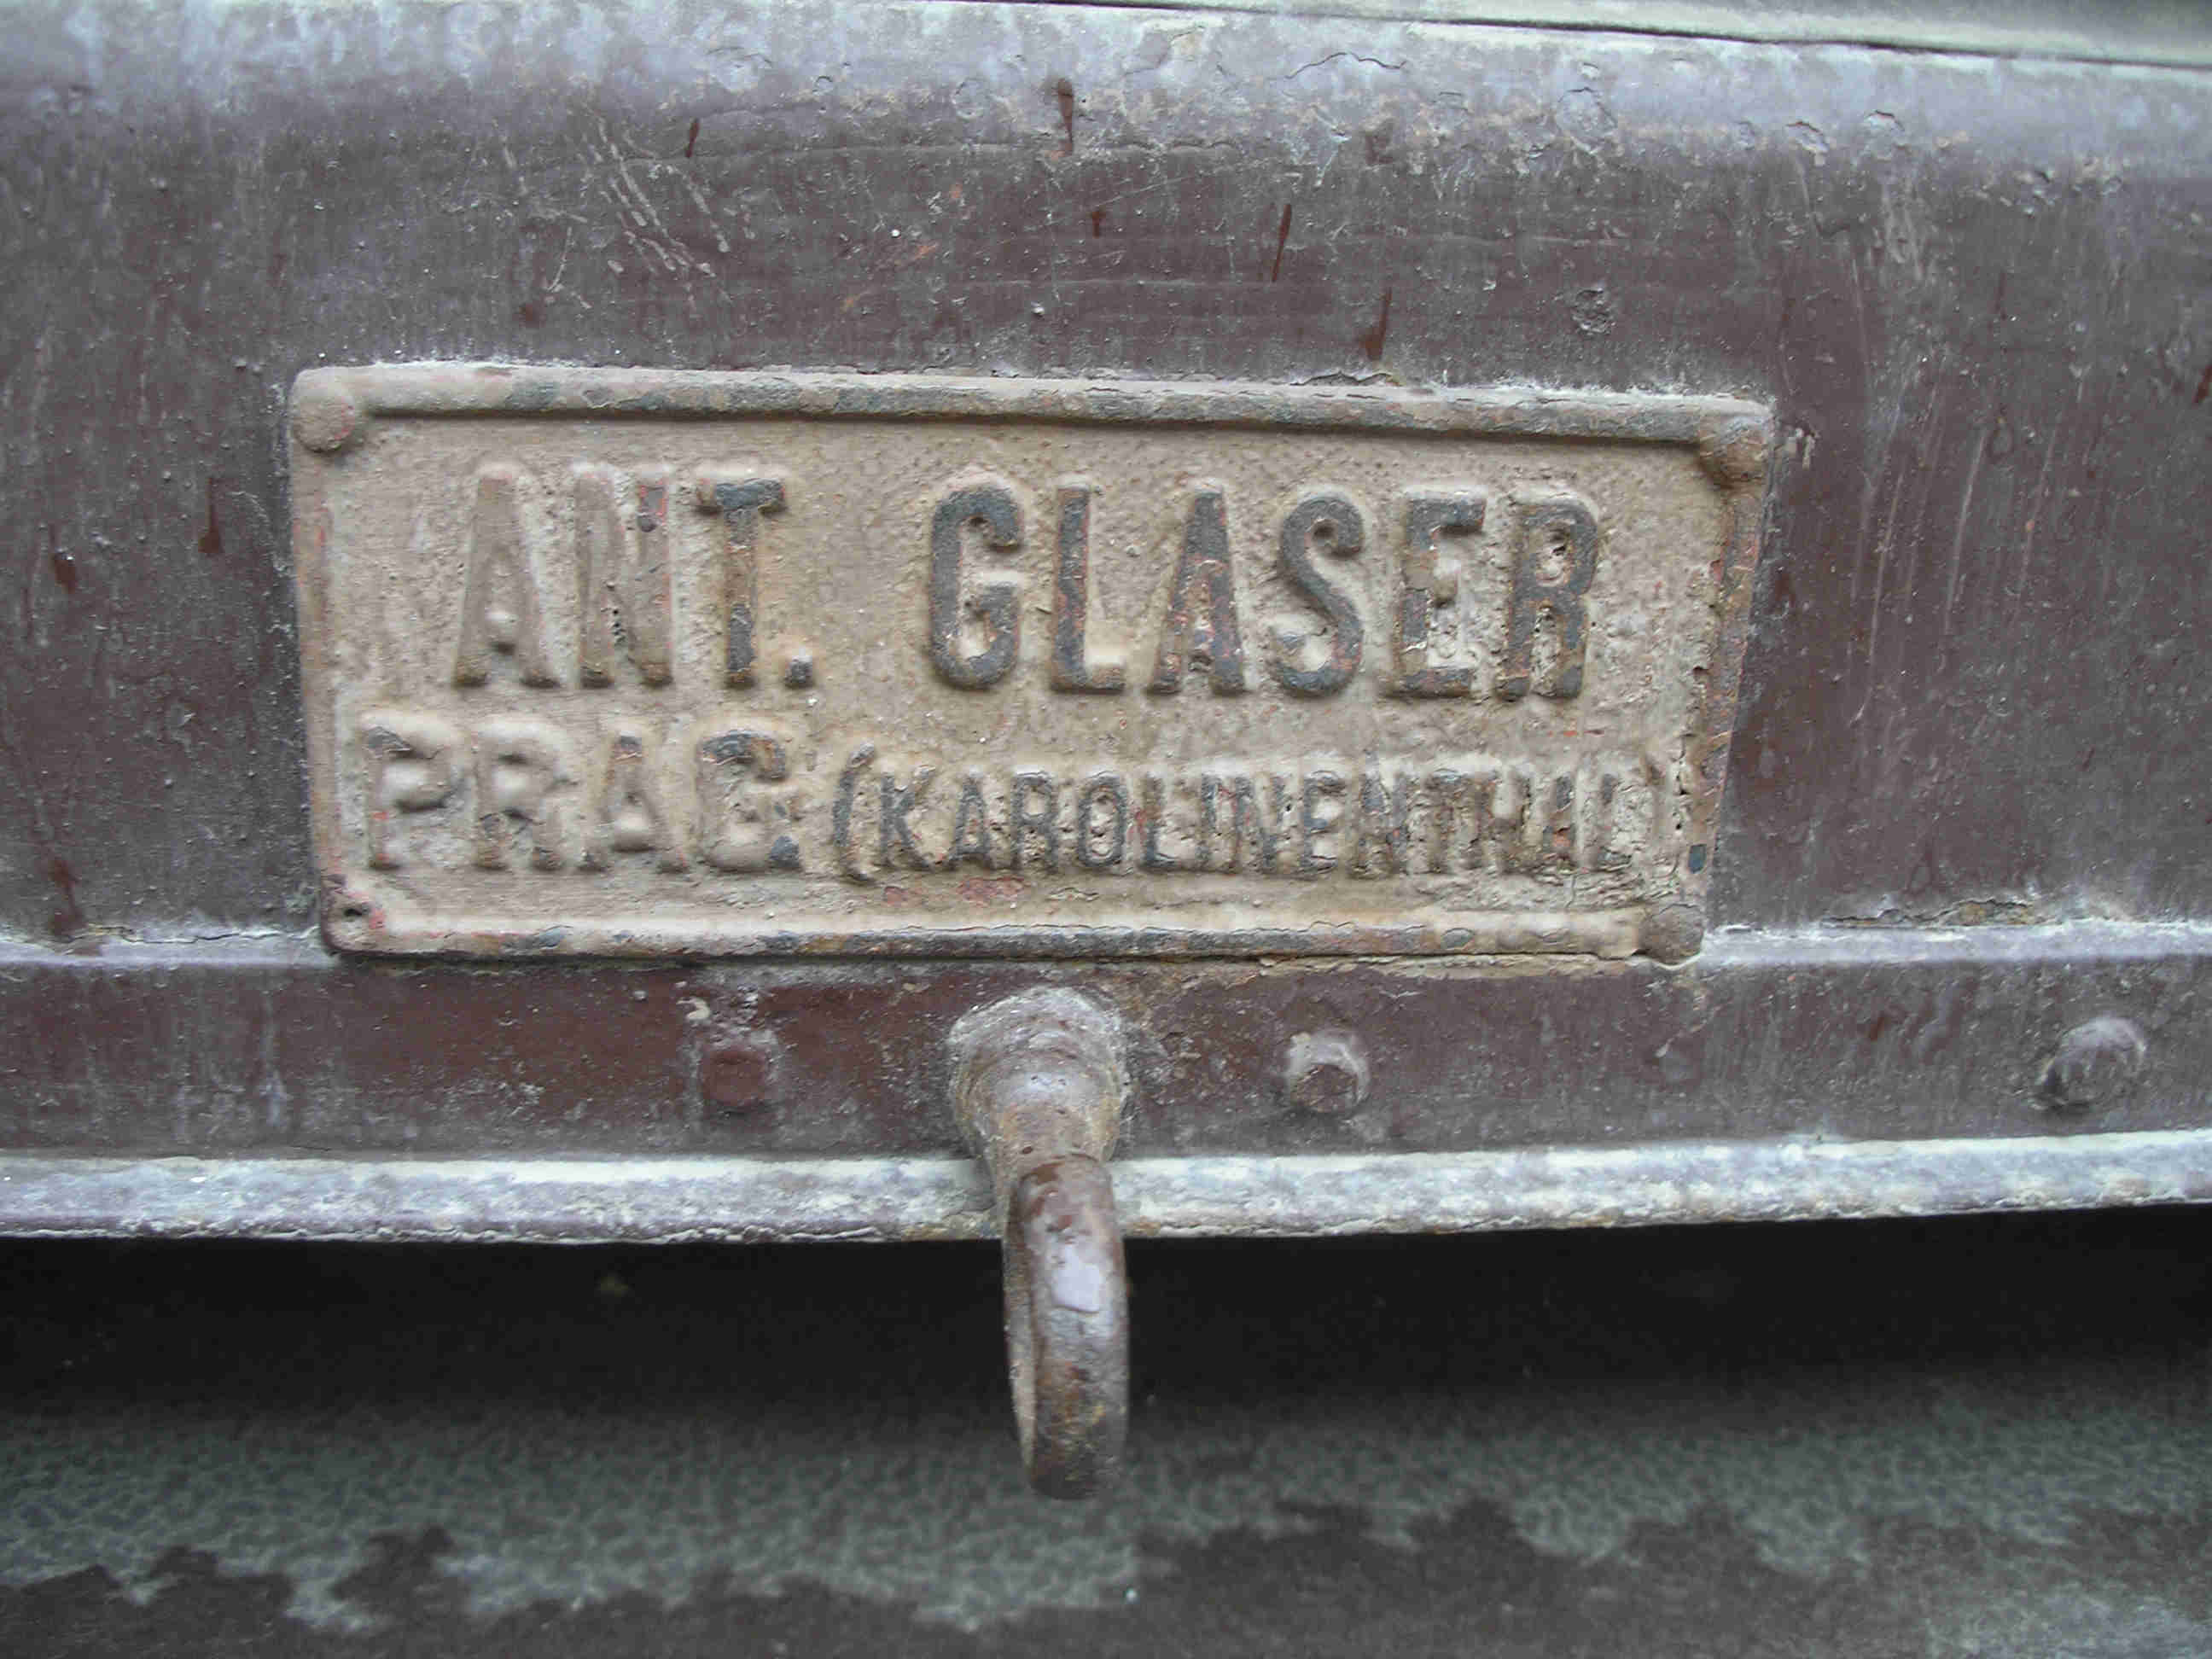 ANT. GLASER
PRAG (KAROLINENTHAL)